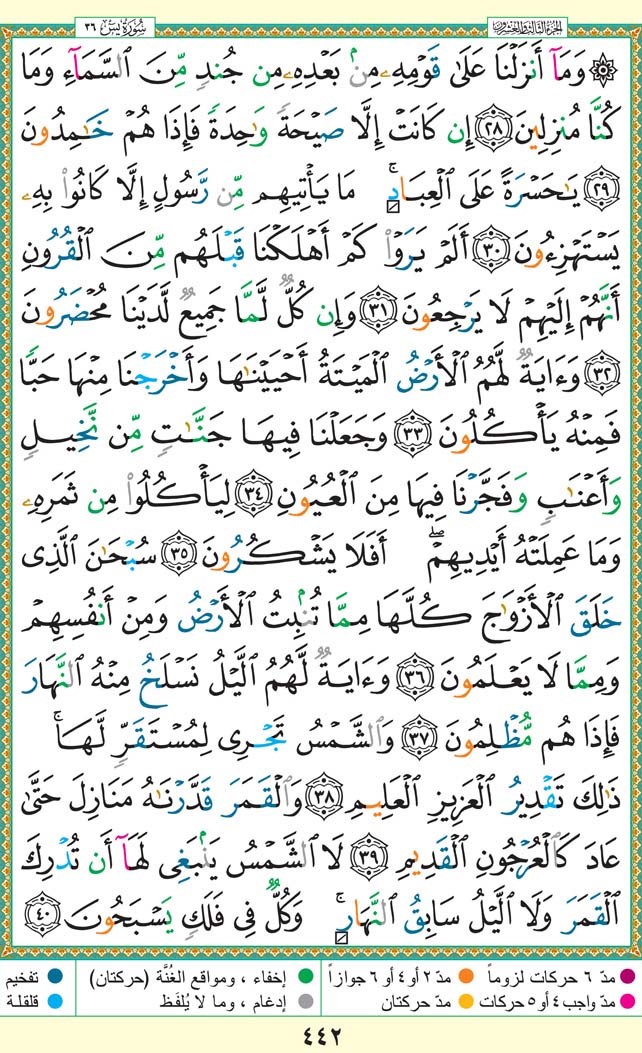 سُورَةُ يسٓ ٣٦
الجزء الثالث والعشرون
۞ وَمَآ أَنزَلْنَا عَلَىٰ قَوْمِهِۦ مِنۢ بَعْدِهِۦ مِن جُندٍ مِّنَ ٱلسَّمَآءِ وَمَا
كُنَّا مُنزِلِينَ ٢٨ إِن كَانَتْ إِلَّا صَيْحَةً وَٰحِدَةً فَإِذَا هُمْ خَـٰمِدُونَ
٢٩ يَـٰحَسْرَةً عَلَى ٱلْعِبَادِ ۚ مَا يَأْتِيهِم مِّن رَّسُولٍ إِلَّا كَانُوا۟ بِهِۦ
يَسْتَهْزِءُونَ ٣٠ أَلَمْ يَرَوْا۟ كَمْ أَهْلَكْنَا قَبْلَهُم مِّنَ ٱلْقُرُونِ
أَنَّهُمْ إِلَيْهِمْ لَا يَرْجِعُونَ ٣١ وَإِن كُلٌّ لَّمَّا جَمِيعٌ لَّدَيْنَا مُحْضَرُونَ
٣٢ وَءَايَةٌ لَّهُمُ ٱلْأَرْضُ ٱلْمَيْتَةُ أَحْيَيْنَـٰهَا وَأَخْرَجْنَا مِنْهَا حَبًّا
فَمِنْهُ يَأْكُلُونَ ٣٣ وَجَعَلْنَا فِيهَا جَنَّـٰتٍ مِّن نَّخِيلٍ
وَأَعْنَـٰبٍ وَفَجَّرْنَا فِيهَا مِنَ ٱلْعُيُونِ ٣٤ لِيَأْكُلُوا۟ مِن ثَمَرِهِۦ
وَمَا عَمِلَتْهُ أَيْدِيهِمْ ۖ أَفَلَا يَشْكُرُونَ ٣٥ سُبْحَـٰنَ ٱلَّذِى
خَلَقَ ٱلْأَزْوَٰجَ كُلَّهَا مِمَّا تُنۢبِتُ ٱلْأَرْضُ وَمِنْ أَنفُسِهِمْ
وَمِمَّا لَا يَعْلَمُونَ ٣٦ وَءَايَةٌ لَّهُمُ ٱلَّيْلُ نَسْلَخُ مِنْهُ ٱلنَّهَارَ
فَإِذَا هُم مُّظْلِمُونَ ٣٧ وَٱلشَّمْسُ تَجْرِى لِمُسْتَقَرٍّ لَّهَا ۚ
ذَٰلِكَ تَقْدِيرُ ٱلْعَزِيزِ ٱلْعَلِيمِ ٣٨ وَٱلْقَمَرَ قَدَّرْنَـٰهُ مَنَازِلَ حَتَّىٰ
عَادَ كَٱلْعُرْجُونِ ٱلْقَدِيمِ ٣٩ لَا ٱلشَّمْسُ يَنۢبَغِى لَهَآ أَن تُدْرِكَ
ٱلْقَمَرَ وَلَا ٱلَّيْلُ سَابِقُ ٱلنَّهَارِ ۚ وَكُلٌّ فِى فَلَكٍ يَسْبَحُونَ ٤٠
مدّ ٦ حركات لزوماً مدّ ٢ أو ٤ أو ٦ جوازاً إخفاء ، ومواقع الغُنَّة (حركتان) تفخيم
مدّ واجب ٤ أو ٥ حركات مدّ حركتان إدغام ، وما لا يُلفَظ قلقلة
٤٤٢